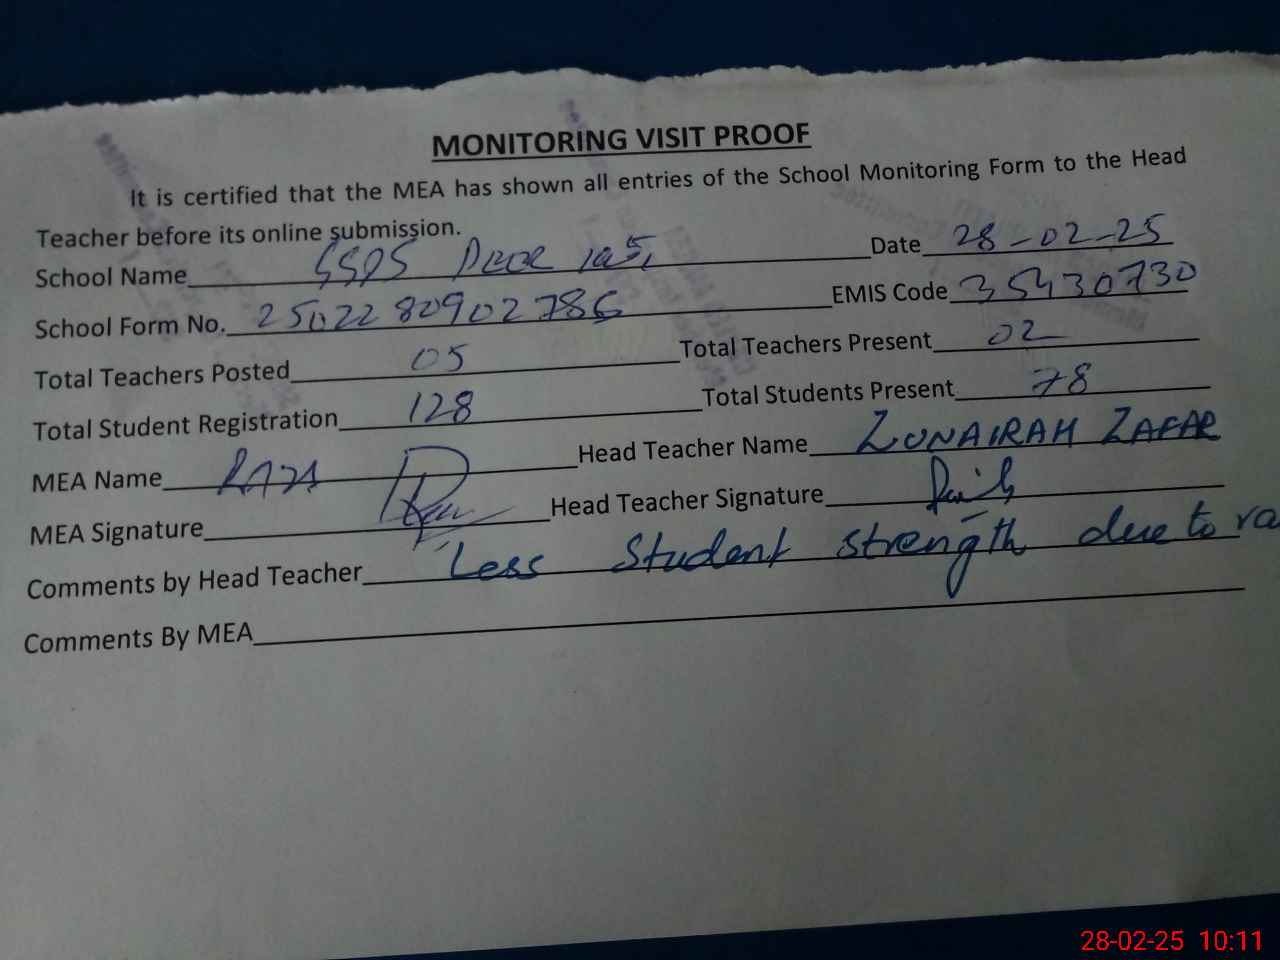 MONITORING VISIT PROOF
It is certified that the MEA has shown all entries of the School Monitoring Form to the Head
Teacher before its online submission.
School Name Date 28-02-25
School Form No. 2502280902786 EMIS Code 35430730
Total Teachers Posted 05 Total Teachers Present 02
Total Student Registration 128 Total Students Present 78
MEA Name RAZA Head Teacher Name ZUNAIRAH ZAFAR
MEA Signature Head Teacher Signature
Comments by Head Teacher Less Student strength due to ra
Comments By MEA
28-02-25 10:11